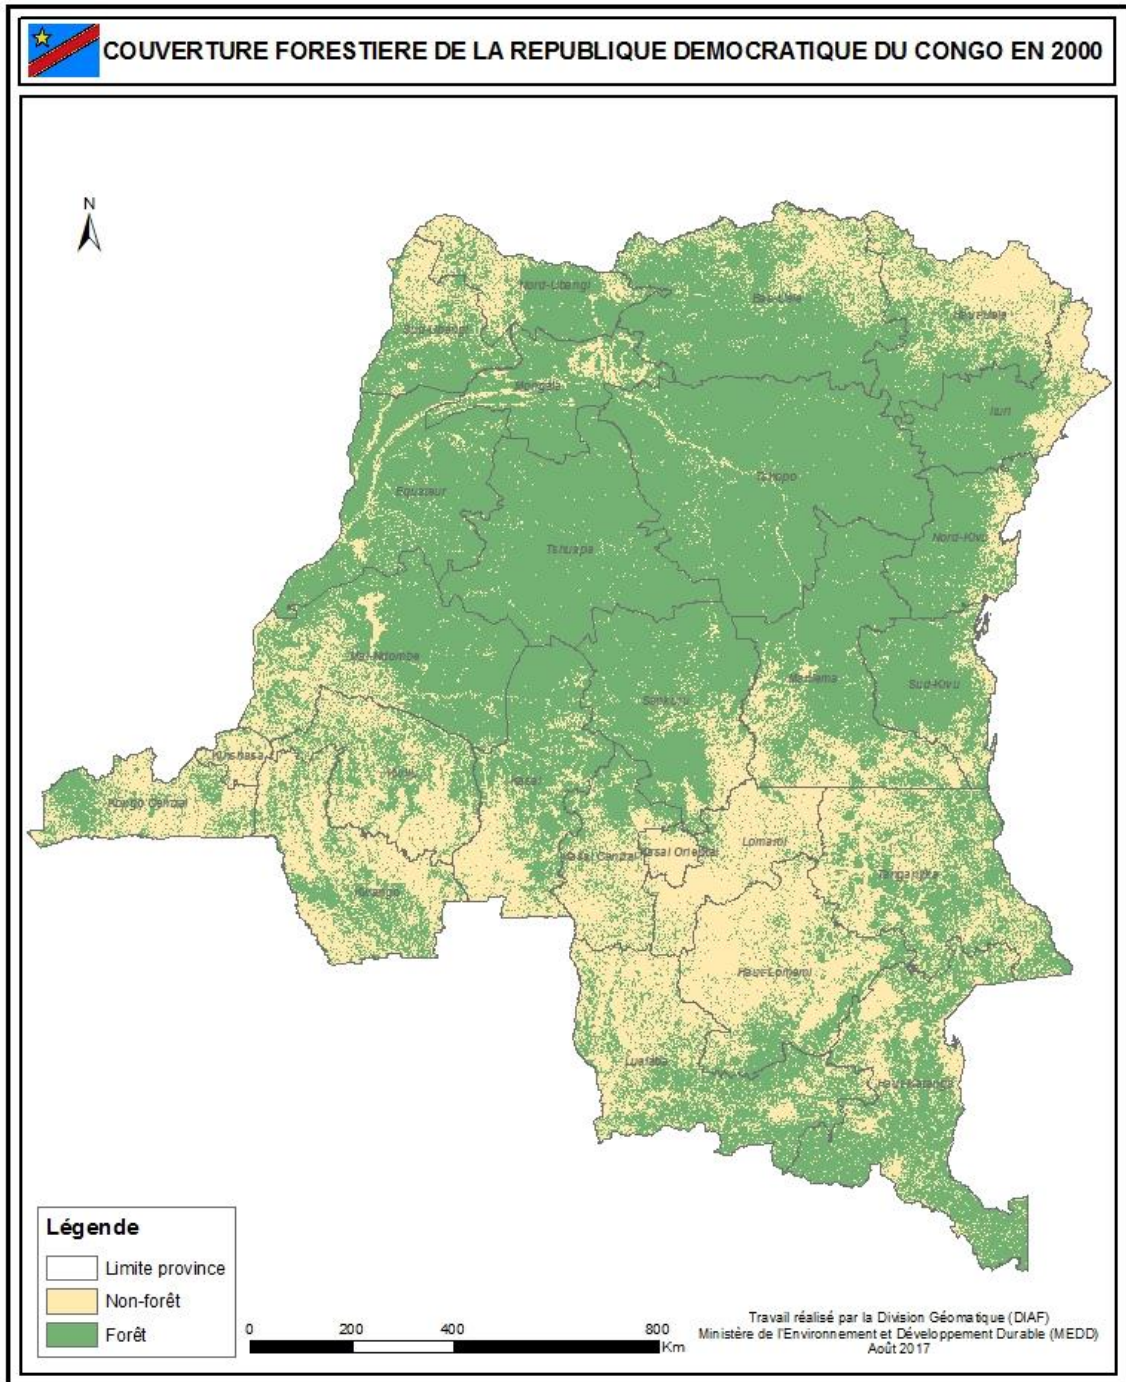 COUVERTURE FORESTIERE DE LA REPUBLIQUE DEMOCRATIQUE DU CONGO EN 2000
N
Nord-Ubangi
Bas-Uele
Haut-Uele
Sud-Ubangi
Mongala
Ituri
Equateur
Tshopo
Nord-Kivu
Tshuapa
Mai-Ndombe
Maniema
Sud-Kivu
Sankuru
Kinshasa
Kwilu
Kasai
Kongo Central
Lomami
Kasai Central
Kasai Oriental
Tanganyika
Kwango
Haut-Lomami
Lualaba
Haut-Katanga
Légende
Limite province
Non-forêt
Forêt
0 200 400 800
Km
Travail réalisé par la Division Géomatique (DIAF)
Ministère de l'Environnement et Développement Durable (MEDD)
Août 2017